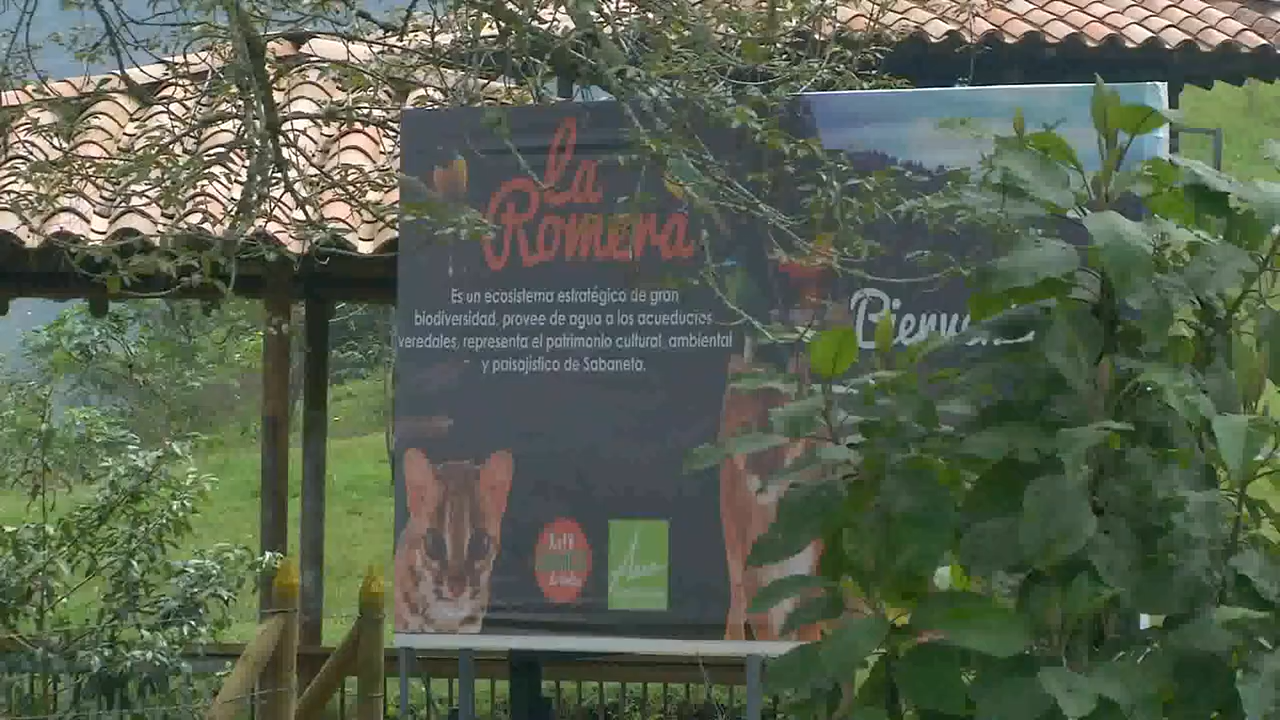 la
Romera
Es un ecosistema estratégico de gran
biodiversidad, provee de agua a los acueductos
veredales, representa el patrimonio cultural, ambiental
y paisajístico de Sabaneta.